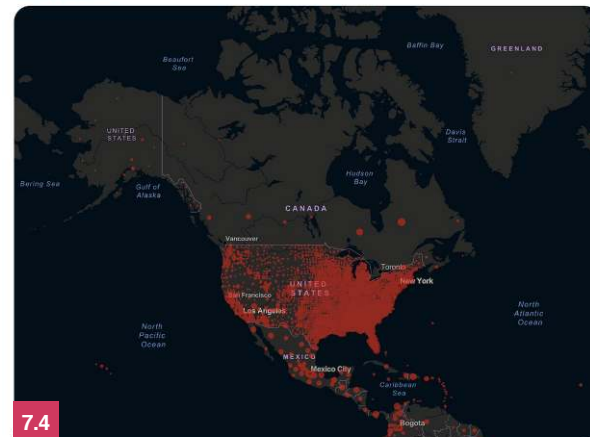 Baffin Bay
GREENLAND
Beaufort
Sea
UNITED
STATES
Davis
Strait
Hudson
Bay
Bering Sea
Gulf of
Alaska
CANADA
Vancouver
Toronto
UNITED
STATES
New York
San Francisco
Los Angeles
North
Atlantic
Ocean
North
Pacific
Ocean
MEXICO
Mexico City
Caribbean
Sea
Bogota
7.4